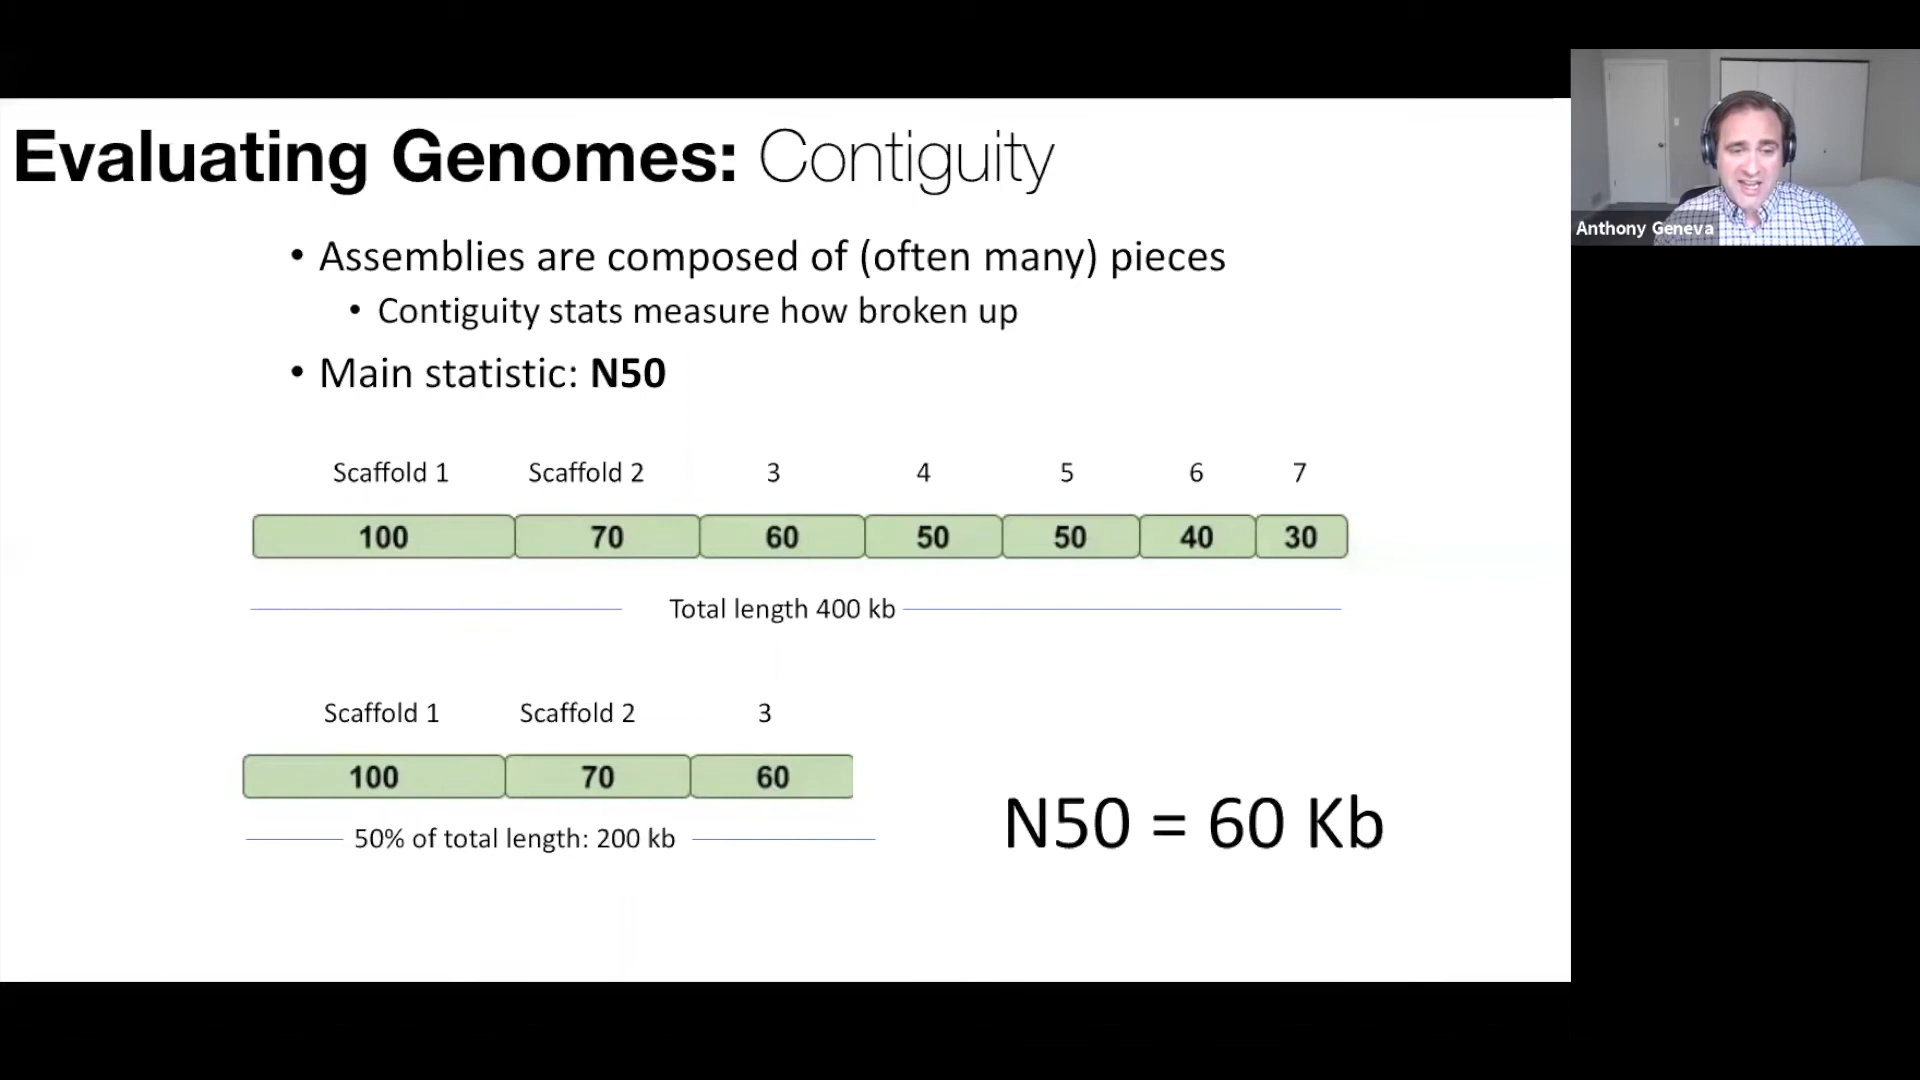 Evaluating Genomes: Contiguity
Anthony Geneva
• Assemblies are composed of (often many) pieces
• Contiguity stats measure how broken up
• Main statistic: N50
Scaffold 1 Scaffold 2 3 4 5 6 7
100 70 60 50 50 40 30
Total length 400 kb
Scaffold 1 Scaffold 2 3
100 70 60
50% of total length: 200 kb
N50 = 60 Kb